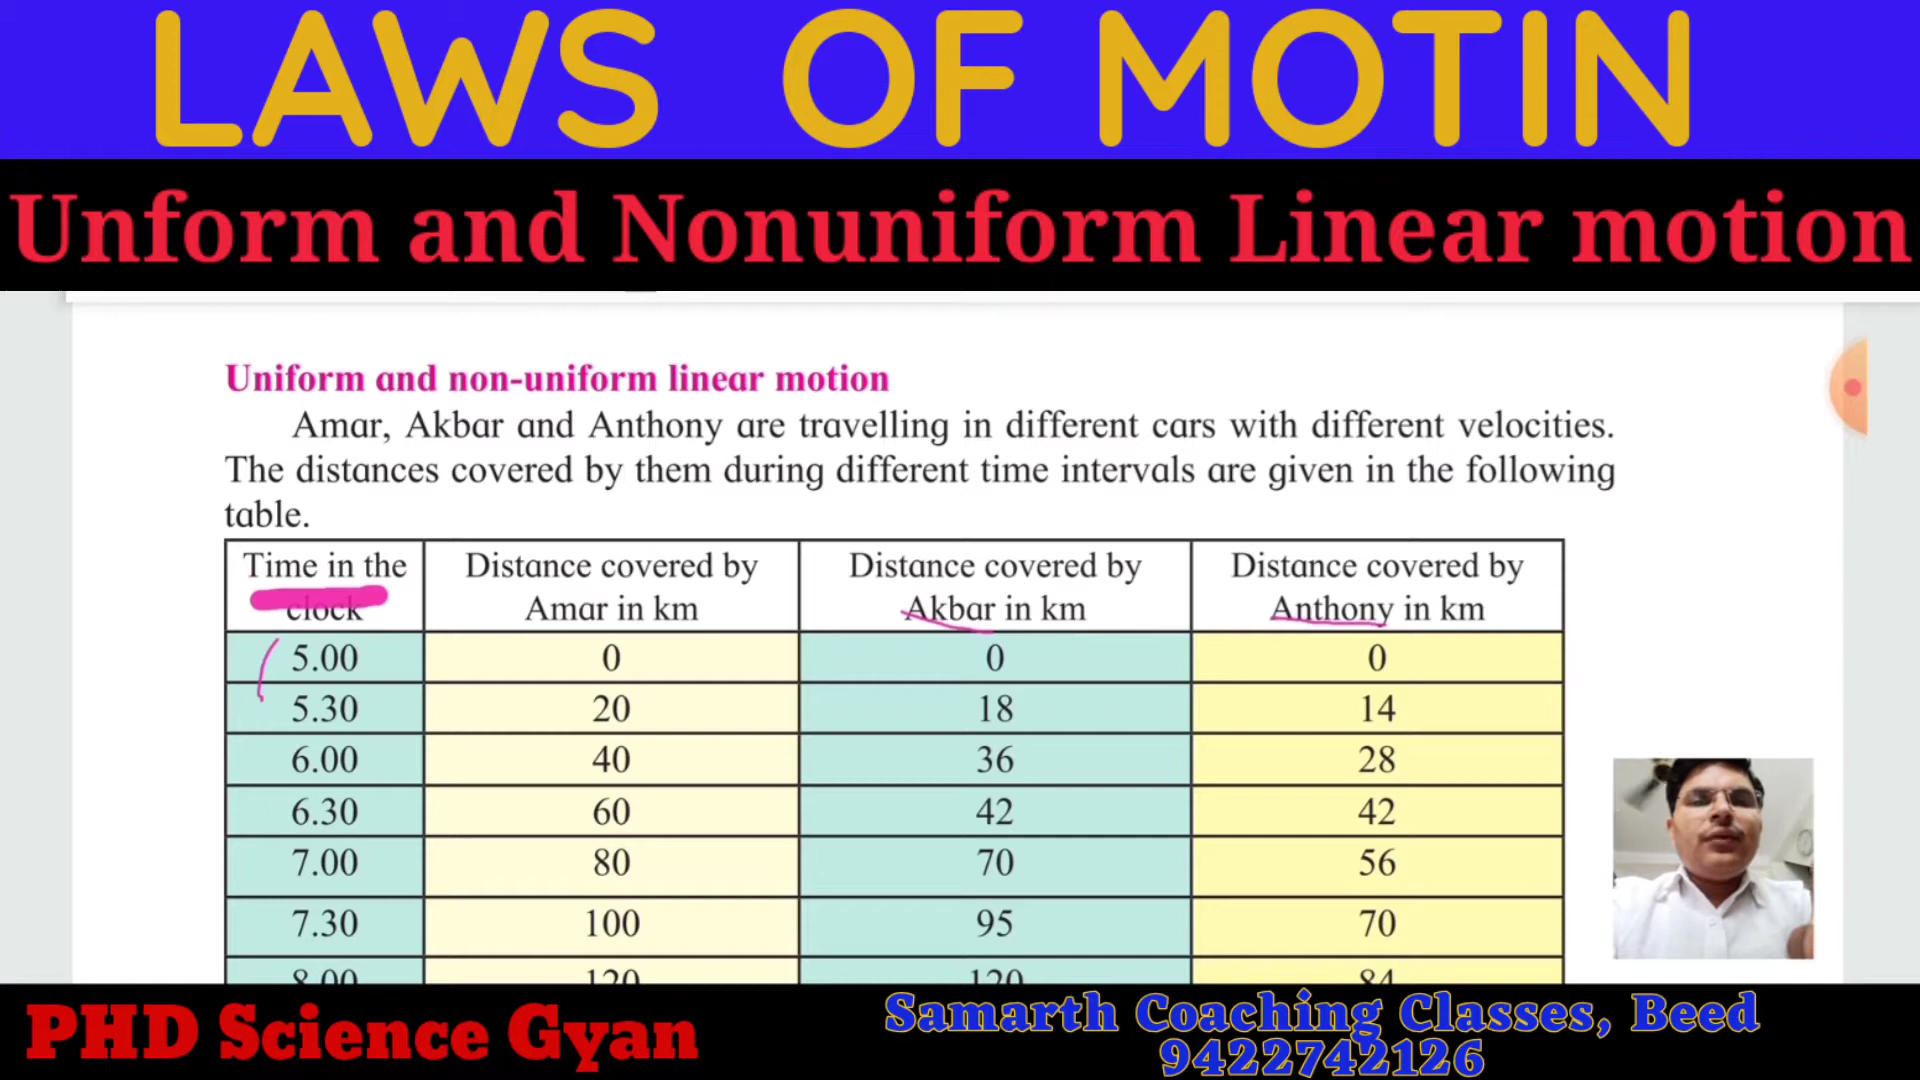 LAWS OF MOTIN
Unform and Nonuniform Linear motion
Uniform and non-uniform linear motion
Amar, Akbar and Anthony are travelling in different cars with different velocities.
The distances covered by them during different time intervals are given in the following
table.
Time in the clock Distance covered by Amar in km Distance covered by Akbar in km Distance covered by Anthony in km
5.00 0 0 0
5.30 20 18 14
6.00 40 36 28
6.30 60 42 42
7.00 80 70 56
7.30 100 95 70
8.00 120 120 84
PHD Science Gyan
Samarth Coaching Classes, Beed
9422742126